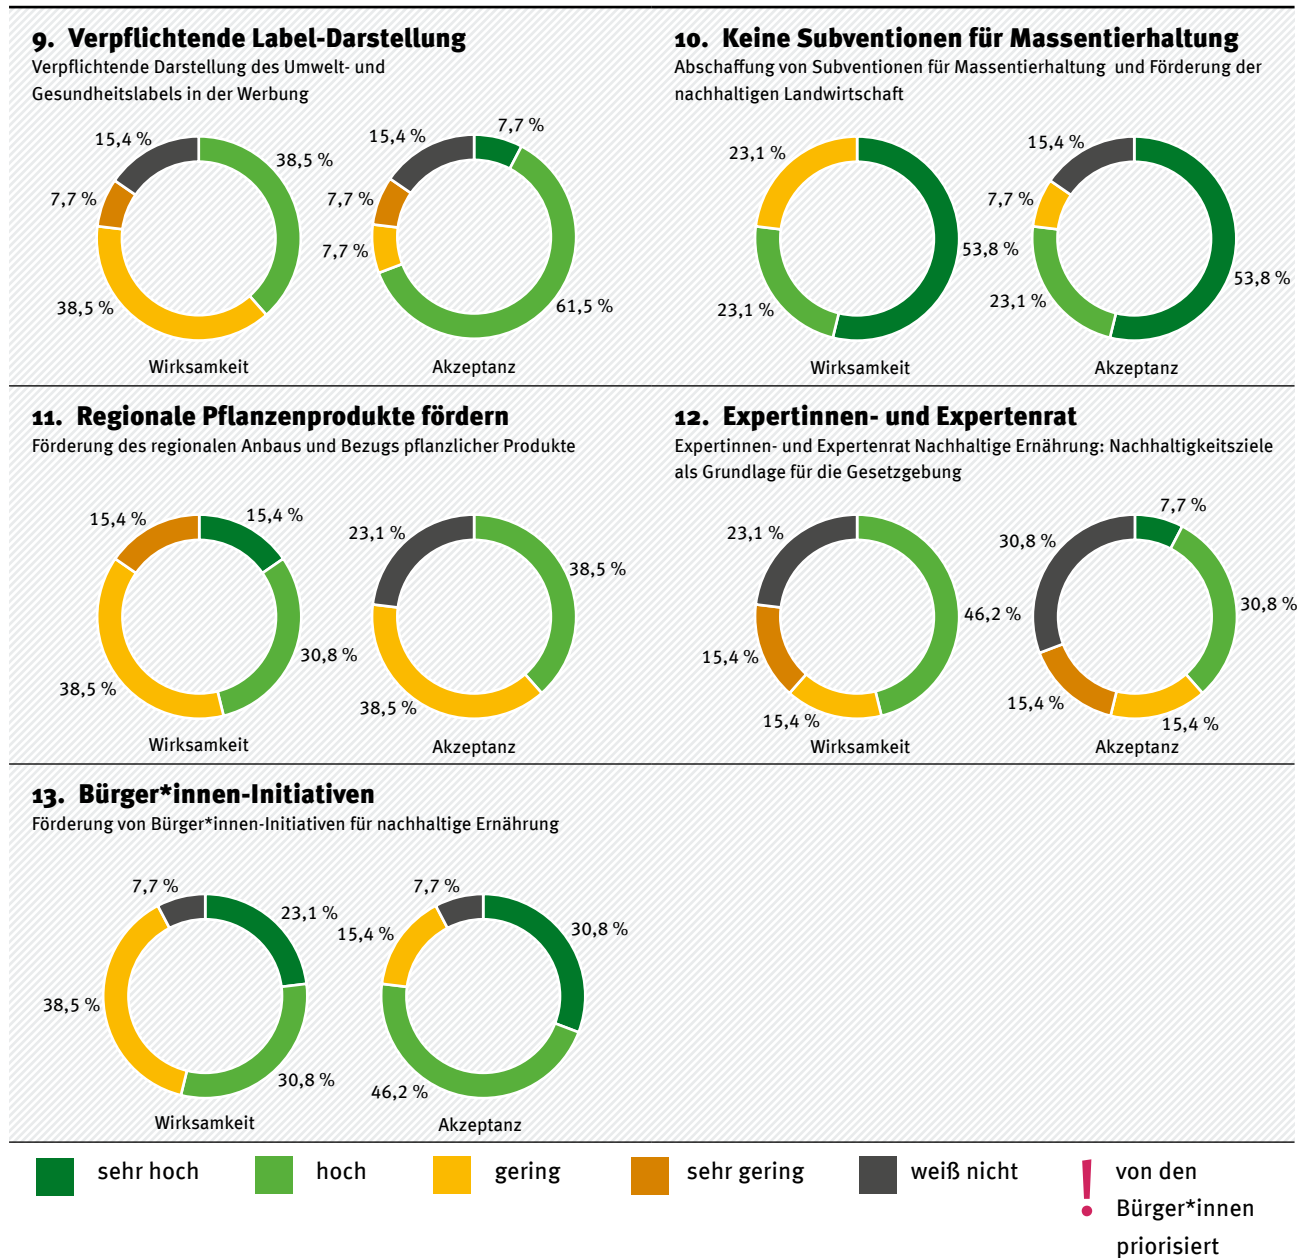 9. Verpflichtende Label-Darstellung
Verpflichtende Darstellung des Umwelt- und
Gesundheitslabels in der Werbung
15,4 %
38,5 %
7,7 %
38,5 %
Wirksamkeit
7,7 %
15,4 %
7,7 %
7,7 %
61,5 %
Akzeptanz
10. Keine Subventionen für Massentierhaltung
Abschaffung von Subventionen für Massentierhaltung und Förderung der
nachhaltigen Landwirtschaft
23,1 %
53,8 %
23,1 %
Wirksamkeit
15,4 %
7,7 %
53,8 %
23,1 %
Akzeptanz
11. Regionale Pflanzenprodukte fördern
Förderung des regionalen Anbaus und Bezugs pflanzlicher Produkte
15,4 %
15,4 %
30,8 %
38,5 %
Wirksamkeit
23,1 %
38,5 %
38,5 %
Akzeptanz
12. Expertinnen- und Expertenrat
Expertinnen- und Expertenrat Nachhaltige Ernährung: Nachhaltigkeitsziele
als Grundlage für die Gesetzgebung
23,1 %
46,2 %
15,4 %
15,4 %
Wirksamkeit
7,7 %
30,8 %
30,8 %
15,4 %
15,4 %
Akzeptanz
13. Bürger*innen-Initiativen
Förderung von Bürger*innen-Initiativen für nachhaltige Ernährung
7,7 %
23,1 %
38,5 %
30,8 %
Wirksamkeit
7,7 %
15,4 %
30,8 %
46,2 %
Akzeptanz
sehr hoch
hoch
gering
sehr gering
weiß nicht
! von den
Bürger*innen
priorisiert